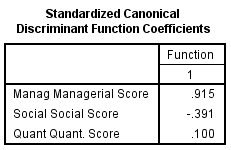 Standardized Canonical
Discriminant Function Coefficients
Function
1
Manag Managerial Score .915
Social Social Score -.391
Quant Quant. Score .100